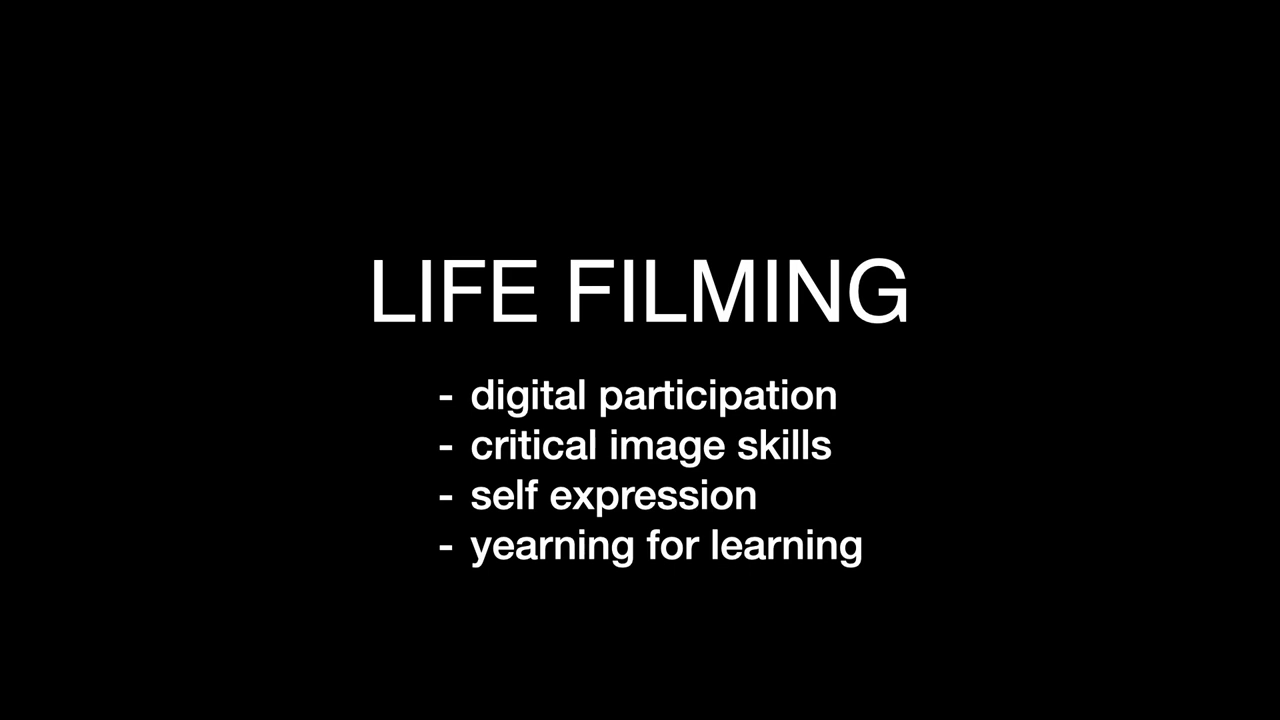 LIFE FILMING
- digital participation
- critical image skills
- self expression
- yearning for learning